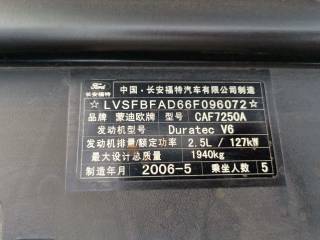 Ford
长安福特
中国·长安福特汽车有限公司制造
☆LVSFBFAD66F096072☆
品牌 蒙迪欧牌 型号 CAF7250A
发动机型号 Duratec V6
发动机排量/额定功率 2.5L / 127kW
最大设计总质量 1940kg
制造年月 2006-5 乘坐人数 5